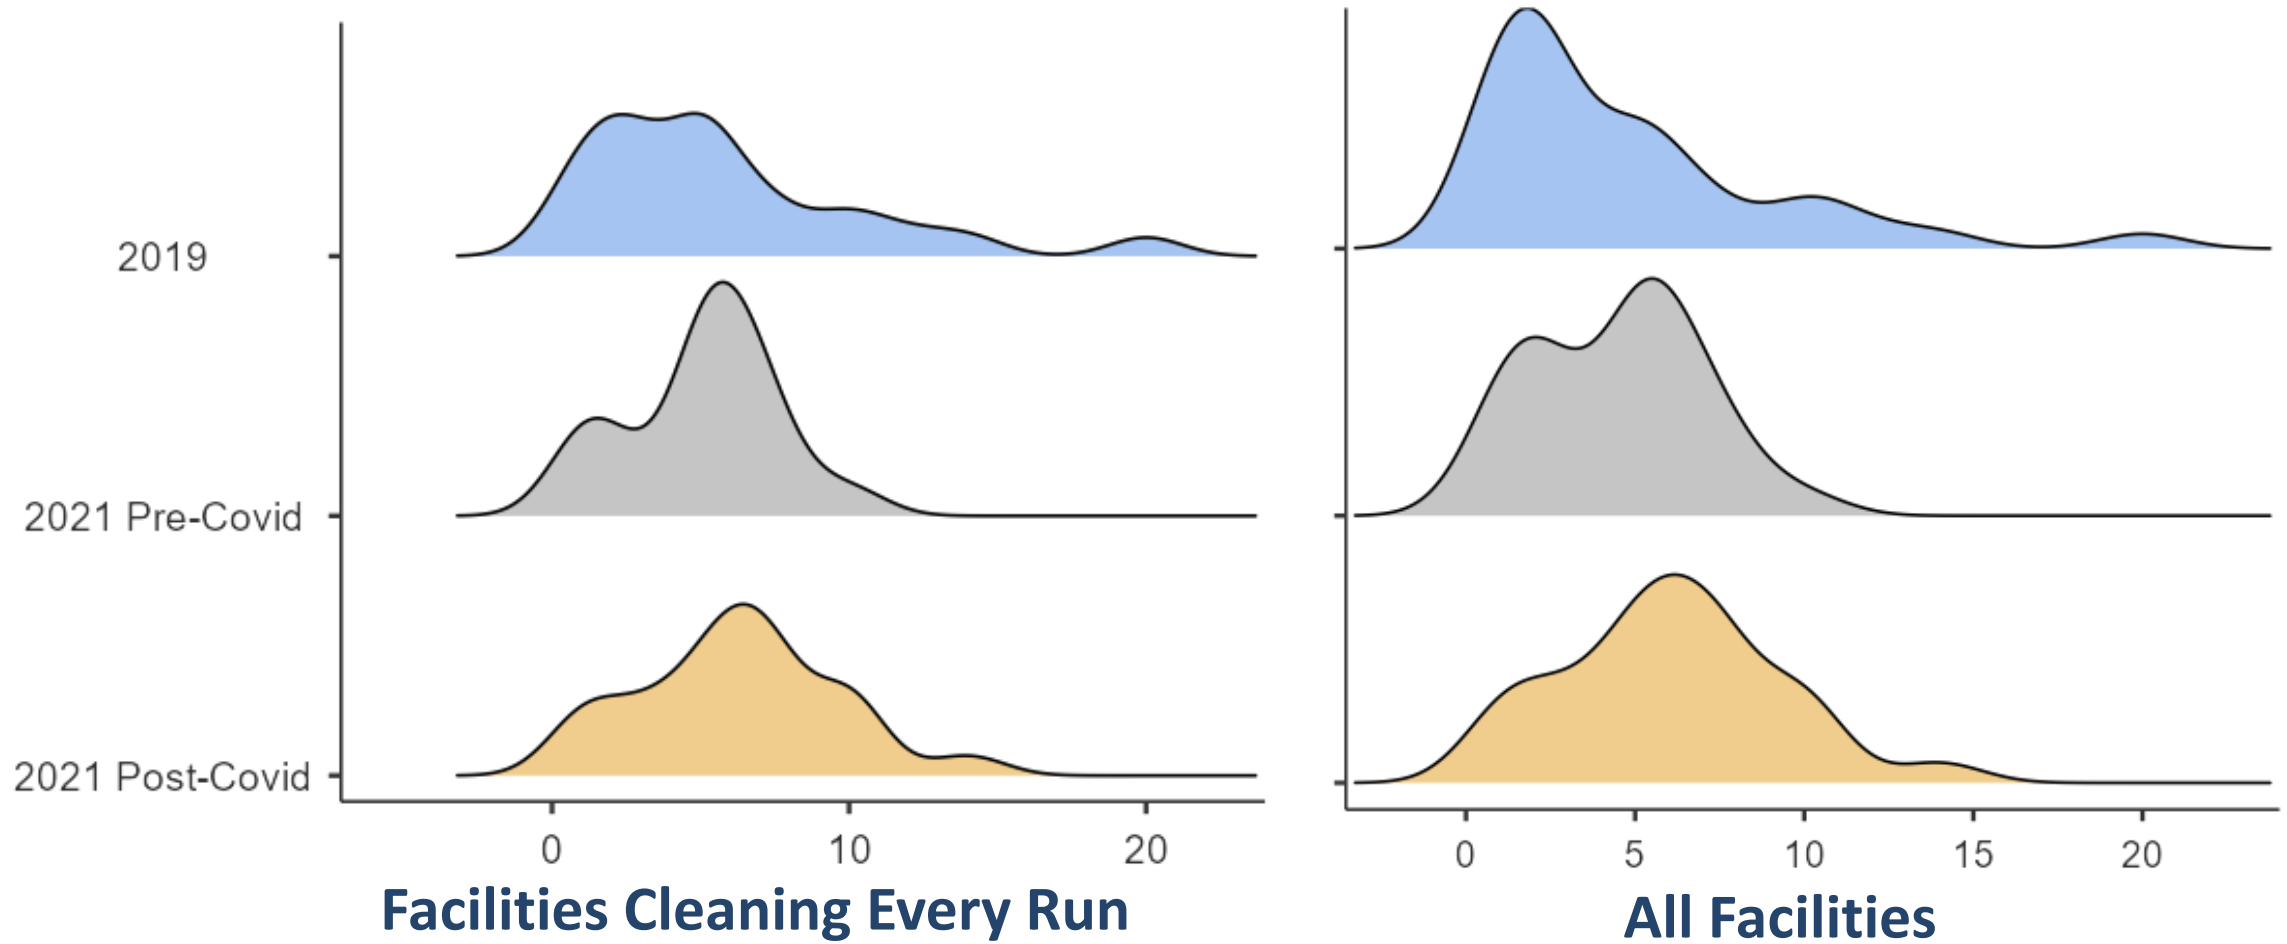 2019
2021 Pre-Covid
2021 Post-Covid
0 10 20
Facilities Cleaning Every Run
0 5 10 15 20
All Facilities